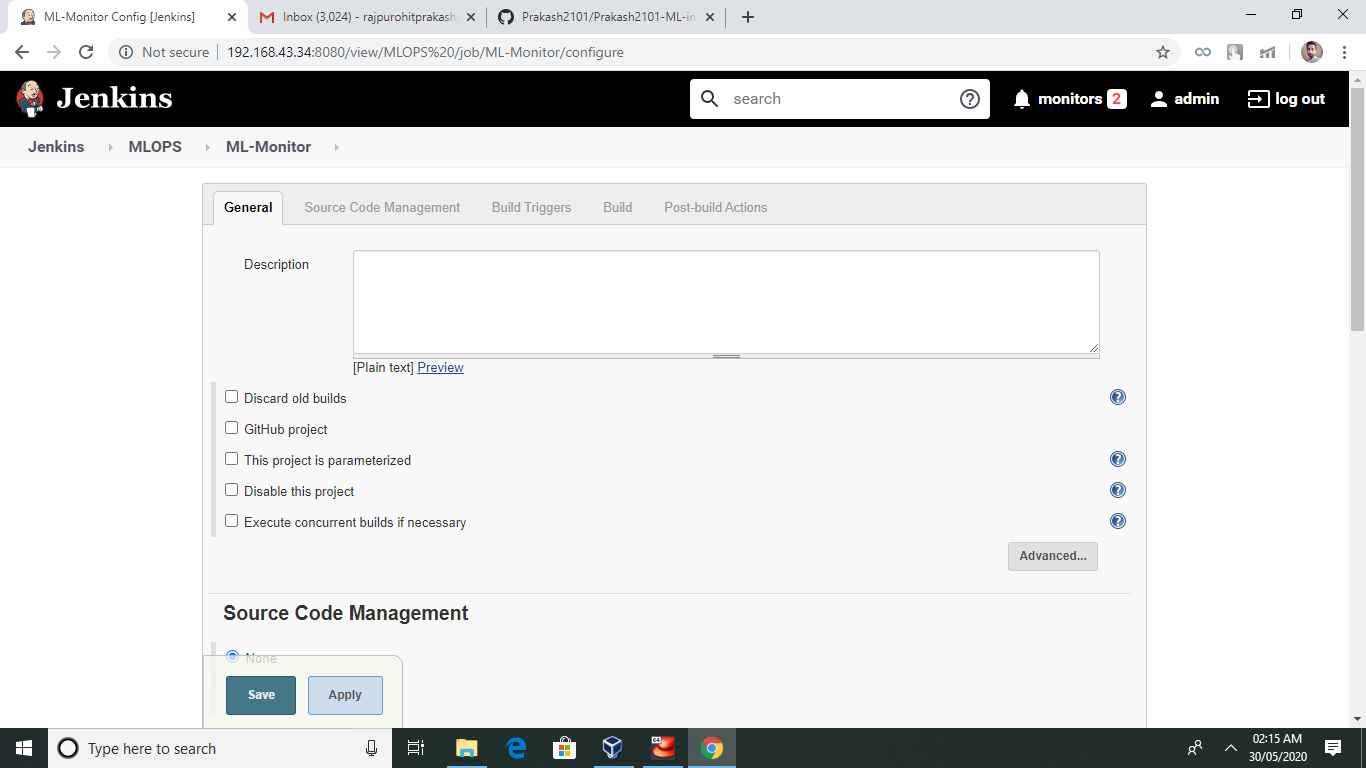 ML-Monitor Config [Jenkins]
Inbox (3,024) - rajpurohitprakash
Prakash2101/Prakash2101-ML-in
Not secure
192.168.43.34:8080/view/MLOPS%20/job/ML-Monitor/configure
Jenkins
search
monitors 2
admin
log out
Jenkins
MLOPS
ML-Monitor
General
Source Code Management
Build Triggers
Build
Post-build Actions
Description
[Plain text] Preview
Discard old builds
GitHub project
This project is parameterized
Disable this project
Execute concurrent builds if necessary
Advanced...
Source Code Management
None
Save
Apply
Type here to search
02:15 AM
30/05/2020